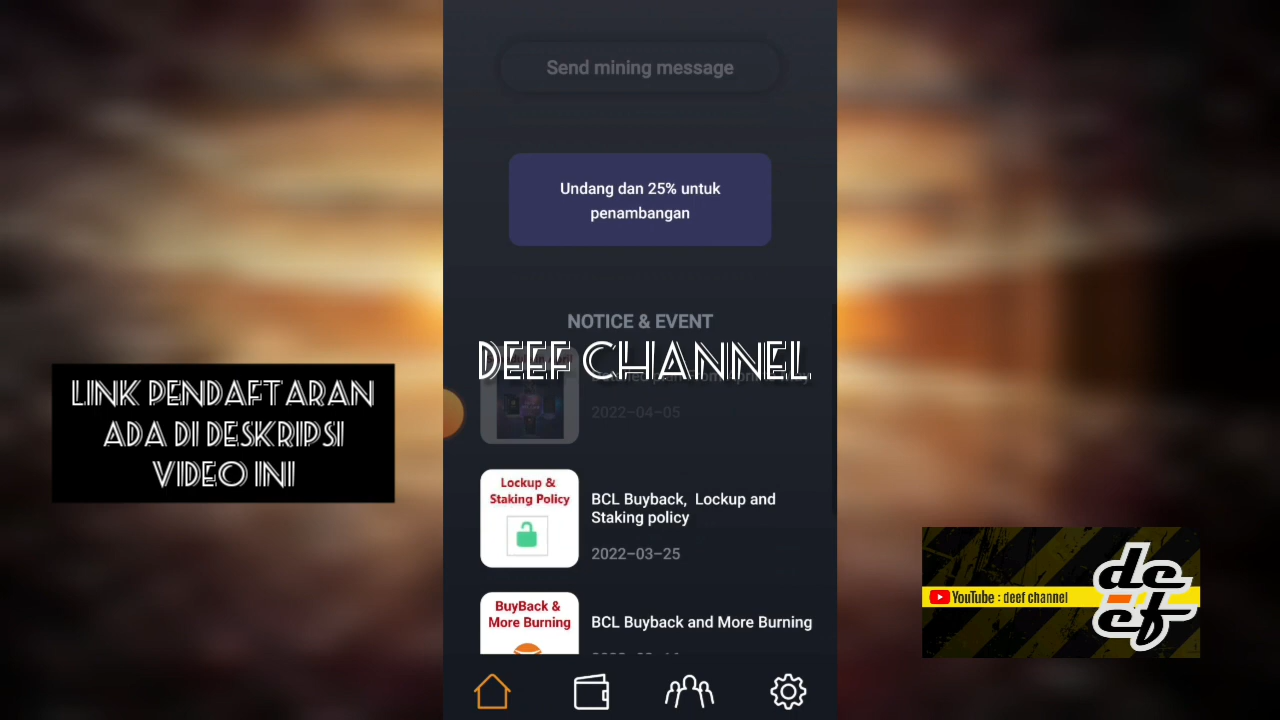 Send mining message
Undang dan 25% untuk
penambangan
NOTICE & EVENT
DEEF CHANNEL
2022-04-05
LINK PENDAFTARAN
ADA DI DESKRIPSI
VIDEO INI
Lockup &
Staking Policy
BCL Buyback, Lockup and
Staking policy
2022-03-25
BuyBack &
More Burning
BCL Buyback and More Burning
YouTube : deef channel
de
ef